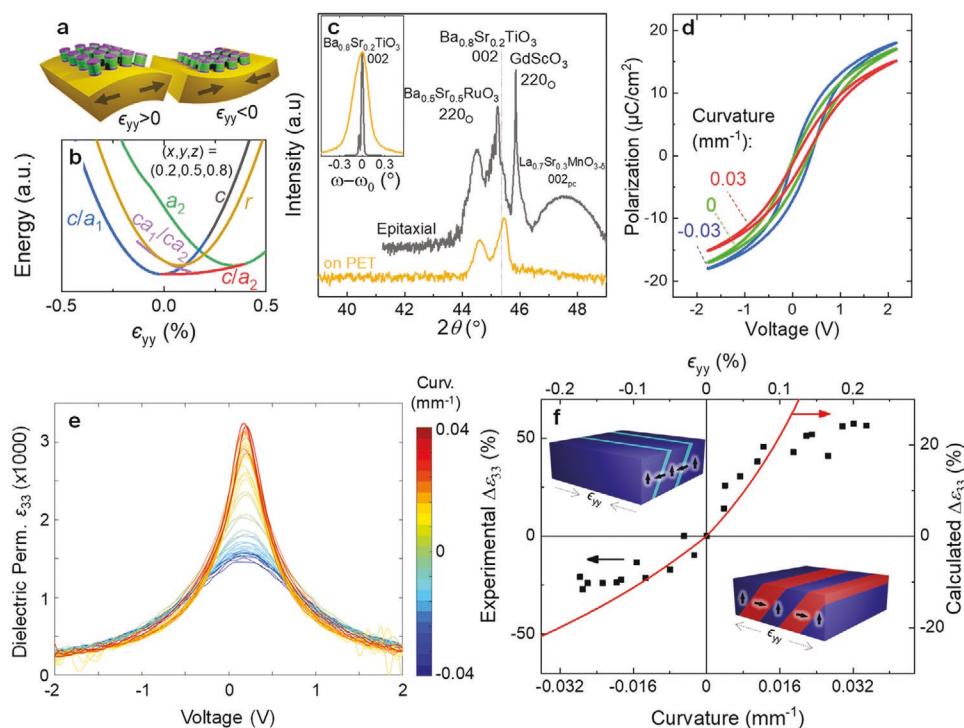 a
ϵyy>0
ϵyy<0
b
(x,y,z) =
(0.2,0.5,0.8)
c/a1
ca1/ca2
a2
c
r
c/a2
Energy (a.u.)
-0.5
0.0
0.5
ϵyy (%)
c
Ba0.8Sr0.2TiO3
002
-0.3
0.3
ω−ω0 (°)
Ba0.8Sr0.2TiO3
002
GdScO3
220O
Ba0.5Sr0.5RuO3
220O
La0.7Sr0.3MnO3-δ
002pc
Epitaxial
on PET
Intensity (a.u)
40
42
44
46
48
2θ (°)
d
Polarization (µC/cm2)
20
10
0
-10
-20
Curvature
(mm-1):
0.03
0
-0.03
-2
-1
0
1
2
Voltage (V)
e
Dielectric Perm. ε33 (x1000)
3
2
1
0
-2
-1
0
1
2
Voltage (V)
Curv.
(mm-1)
0.04
-0.04
ϵyy (%)
-0.2
-0.1
0
0.1
0.2
f
Experimental Δε33 (%)
50
0
-50
ϵyy
ϵyy
20
0
-20
Calculated Δε33 (%)
-0.032
-0.016
0
0.016
0.032
Curvature (mm-1)